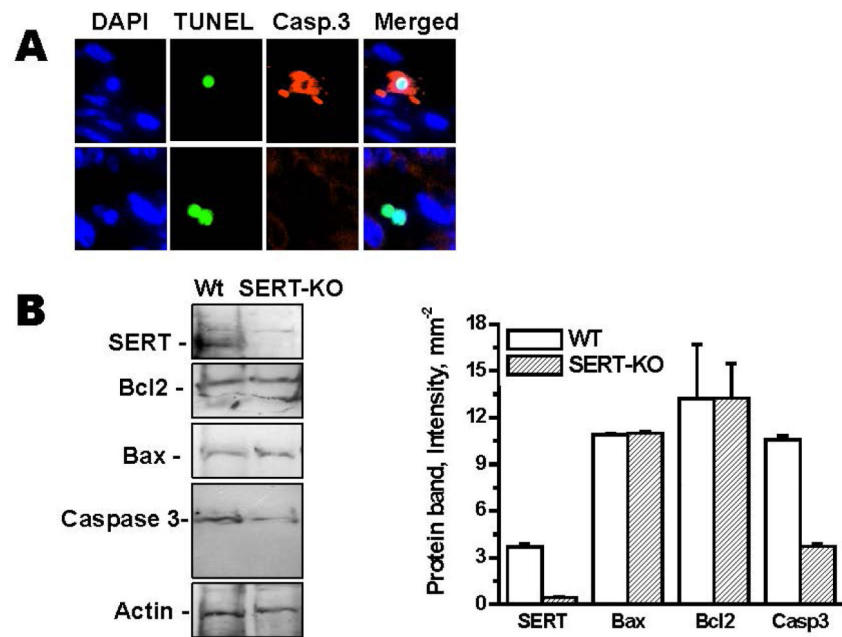 DAPI TUNEL Casp.3 Merged
A
B
Wt SERT-KO
SERT -
Bcl2 -
Bax -
Caspase 3-
Actin -
Protein band, Intensity, mm-2
18
15
12
9
6
3
0
WT
SERT-KO
SERT Bax Bcl2 Casp3